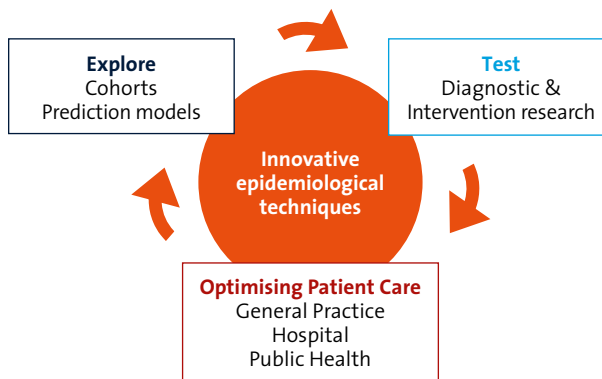 Explore
Cohorts
Prediction models
Test
Diagnostic &
Intervention research
Innovative
epidemiological
techniques
Optimising Patient Care
General Practice
Hospital
Public Health